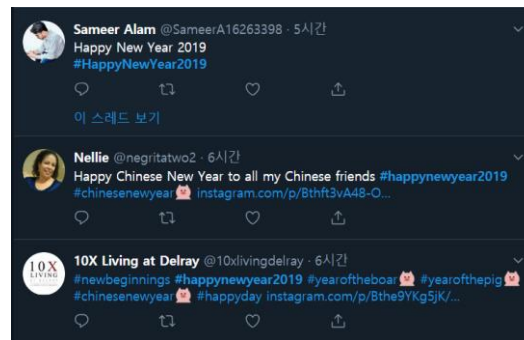 Sameer Alam @SameerA16263398 · 5시간
Happy New Year 2019
#HappyNewYear2019
이 스레드 보기
Nellie @negritatwo2 · 6시간
Happy Chinese New Year to all my Chinese friends #happynewyear2019
#chinesenewyear instagram.com/p/Bthft3vA48-O...
10X LIVING
10X Living at Delray @10xlivingdelray · 6시간
#newbeginnings #happynewyear2019 #yearoftheboar #yearofthepig
#chinesenewyear #happyday instagram.com/p/Bthe9YKg5jK/...